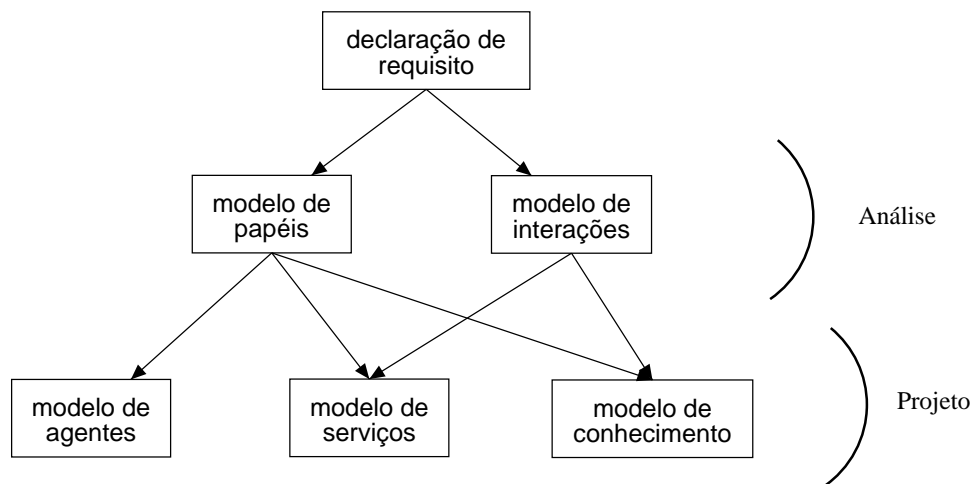 declaração de
requisito
modelo de
papéis
modelo de
interações
Análise
modelo de
agentes
modelo de
serviços
modelo de
conhecimento
Projeto